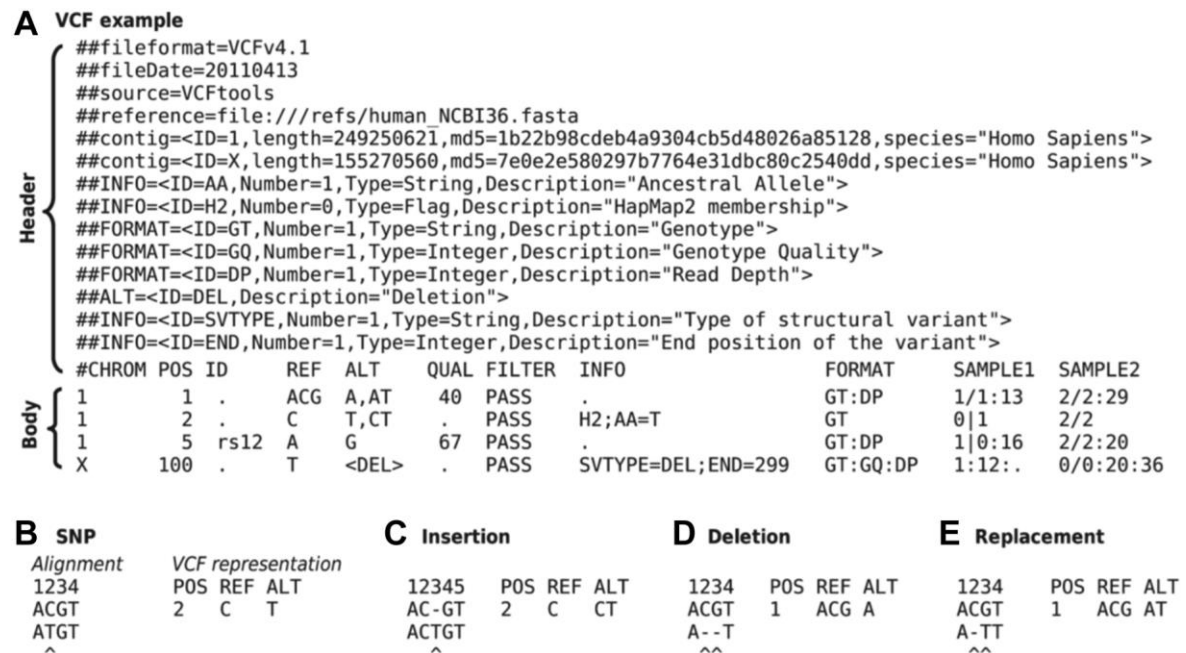 A VCF example
##fileformat=VCFv4.1
##fileDate=20110413
##source=VCFtools
##reference=file:///refs/human_NCBI36.fasta
##contig=<ID=1,length=249250621,md5=1b22b98cdeb4a9304cb5d48026a85128,species="Homo Sapiens">
##contig=<ID=X,length=155270560,md5=7e0e2e580297b7764e31dbc80c2540dd,species="Homo Sapiens">
##INFO=<ID=AA,Number=1,Type=String,Description="Ancestral Allele">
##INFO=<ID=H2,Number=0,Type=Flag,Description="HapMap2 membership">
##FORMAT=<ID=GT,Number=1,Type=String,Description="Genotype">
##FORMAT=<ID=GQ,Number=1,Type=Integer,Description="Genotype Quality">
##FORMAT=<ID=DP,Number=1,Type=Integer,Description="Read Depth">
##ALT=<ID=DEL,Description="Deletion">
##INFO=<ID=SVTYPE,Number=1,Type=String,Description="Type of structural variant">
##INFO=<ID=END,Number=1,Type=Integer,Description="End position of the variant">
Header
#CHROM POS ID REF ALT QUAL FILTER INFO FORMAT SAMPLE1 SAMPLE2
1 1 . ACG A,AT 40 PASS . GT:DP 1/1:13 2/2:29
1 2 . C T,CT . PASS H2;AA=T GT 0|1 2/2
1 5 rs12 A G 67 PASS . GT:DP 1|0:16 2/2:20
X 100 . T <DEL> . PASS SVTYPE=DEL;END=299 GT:GQ:DP 1:12:. 0/0:20:36
Body
B SNP
Alignment VCF representation
1234 POS REF ALT
ACGT 2 C T
ATGT
^
C Insertion
12345 POS REF ALT
AC-GT 2 C CT
ACTGT
^
D Deletion
1234 POS REF ALT
ACGT 1 ACG A
A--T
^^
E Replacement
1234 POS REF ALT
ACGT 1 ACG AT
A-TT
^^